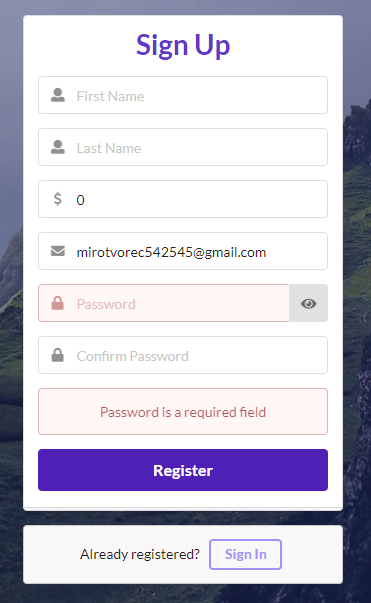 Sign Up
First Name
Last Name
$ 0
mirotvorec542545@gmail.com
Password
Confirm Password
Password is a required field
Register
Already registered? Sign In